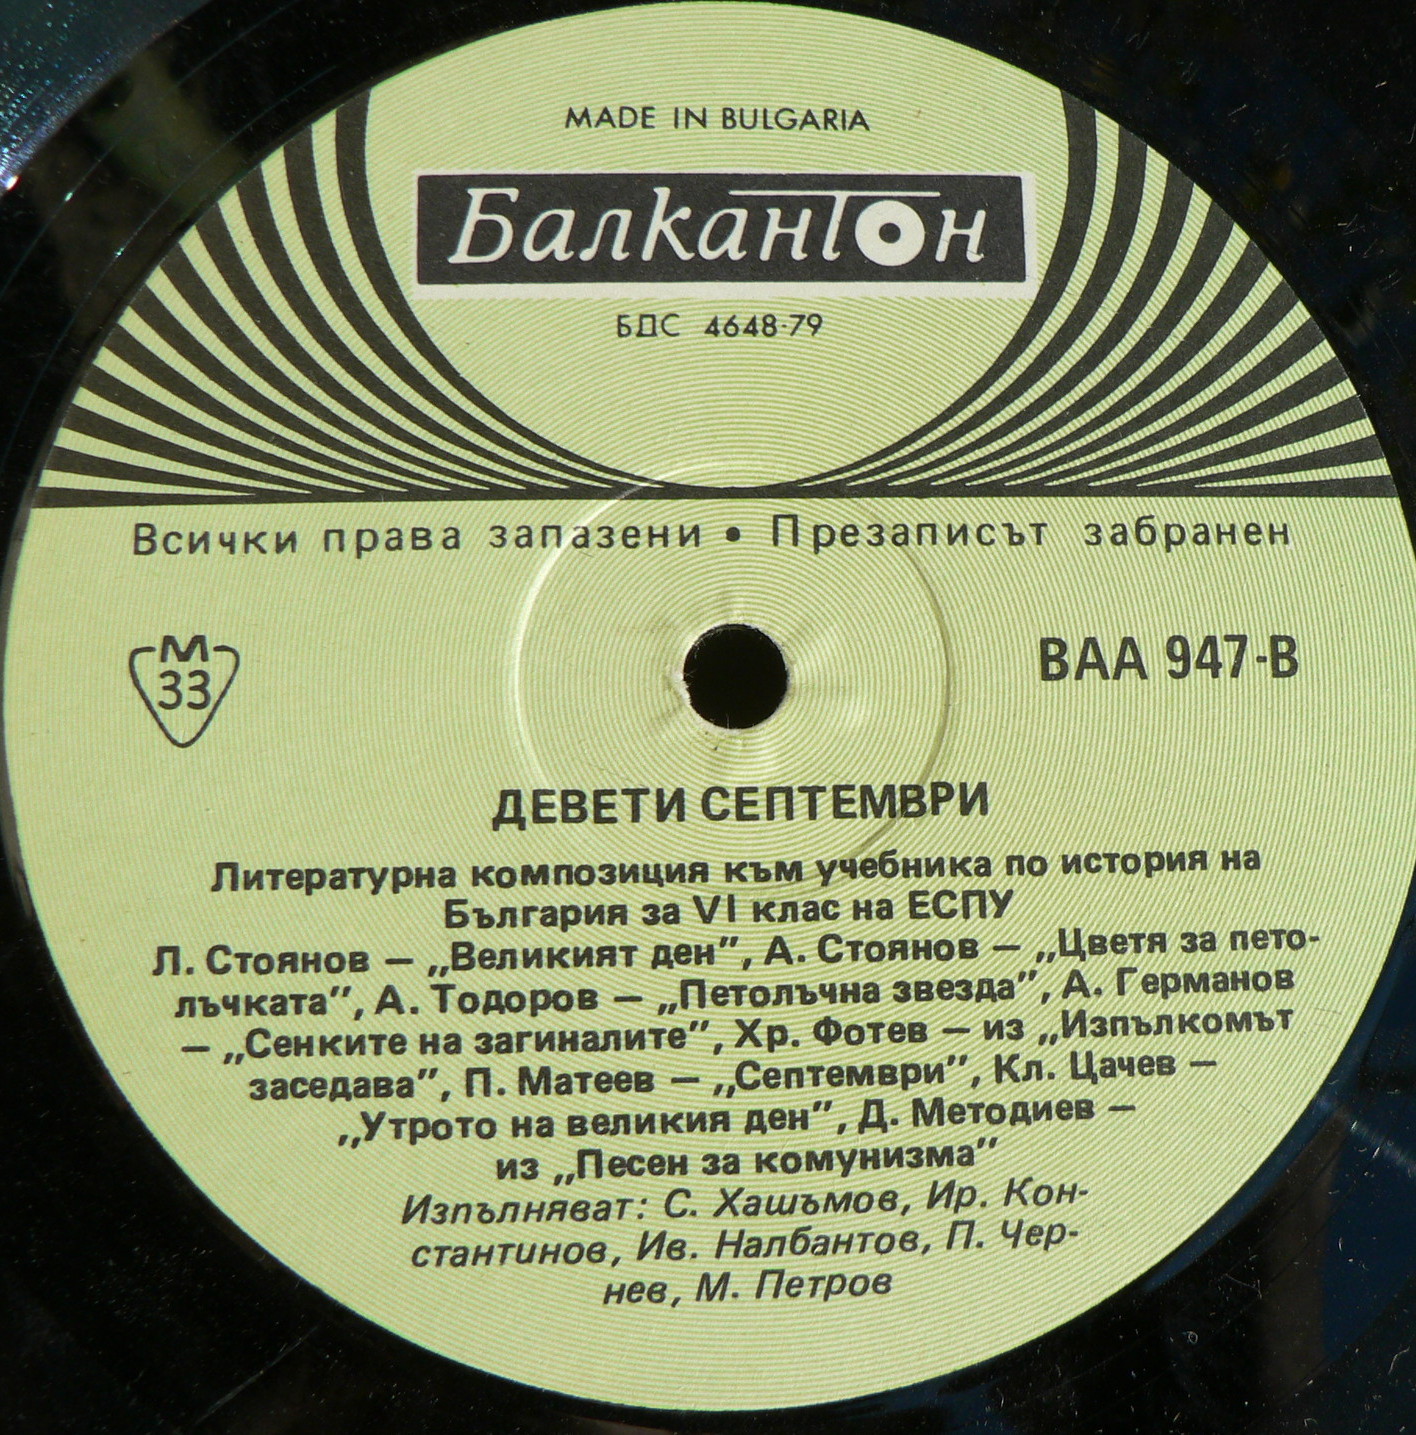 MADE IN BULGARIA
Балкантон
БДС 4648-79
Всички права запазени • Презаписът забранен
М
33
ВАА 947-В
ДЕВЕТИ СЕПТЕМВРИ
Литературна композиция към учебника по история на
България за VI клас на ЕСПУ
Л. Стоянов — „Великият ден”, А. Стоянов — „Цветя за пето-
лъчката”, А. Тодоров — „Петолъчна звезда”, А. Германов
— „Сенките на загиналите”, Хр. Фотев — из „Изпълкомът
заседава”, П. Матеев — „Септември”, Кл. Цачев —
„Утрото на великия ден”, Д. Методиев —
из „Песен за комунизма”
Изпълняват: С. Хашъмов, Ир. Кон-
стантинов, Ив. Налбантов, П. Чер-
нев, М. Петров